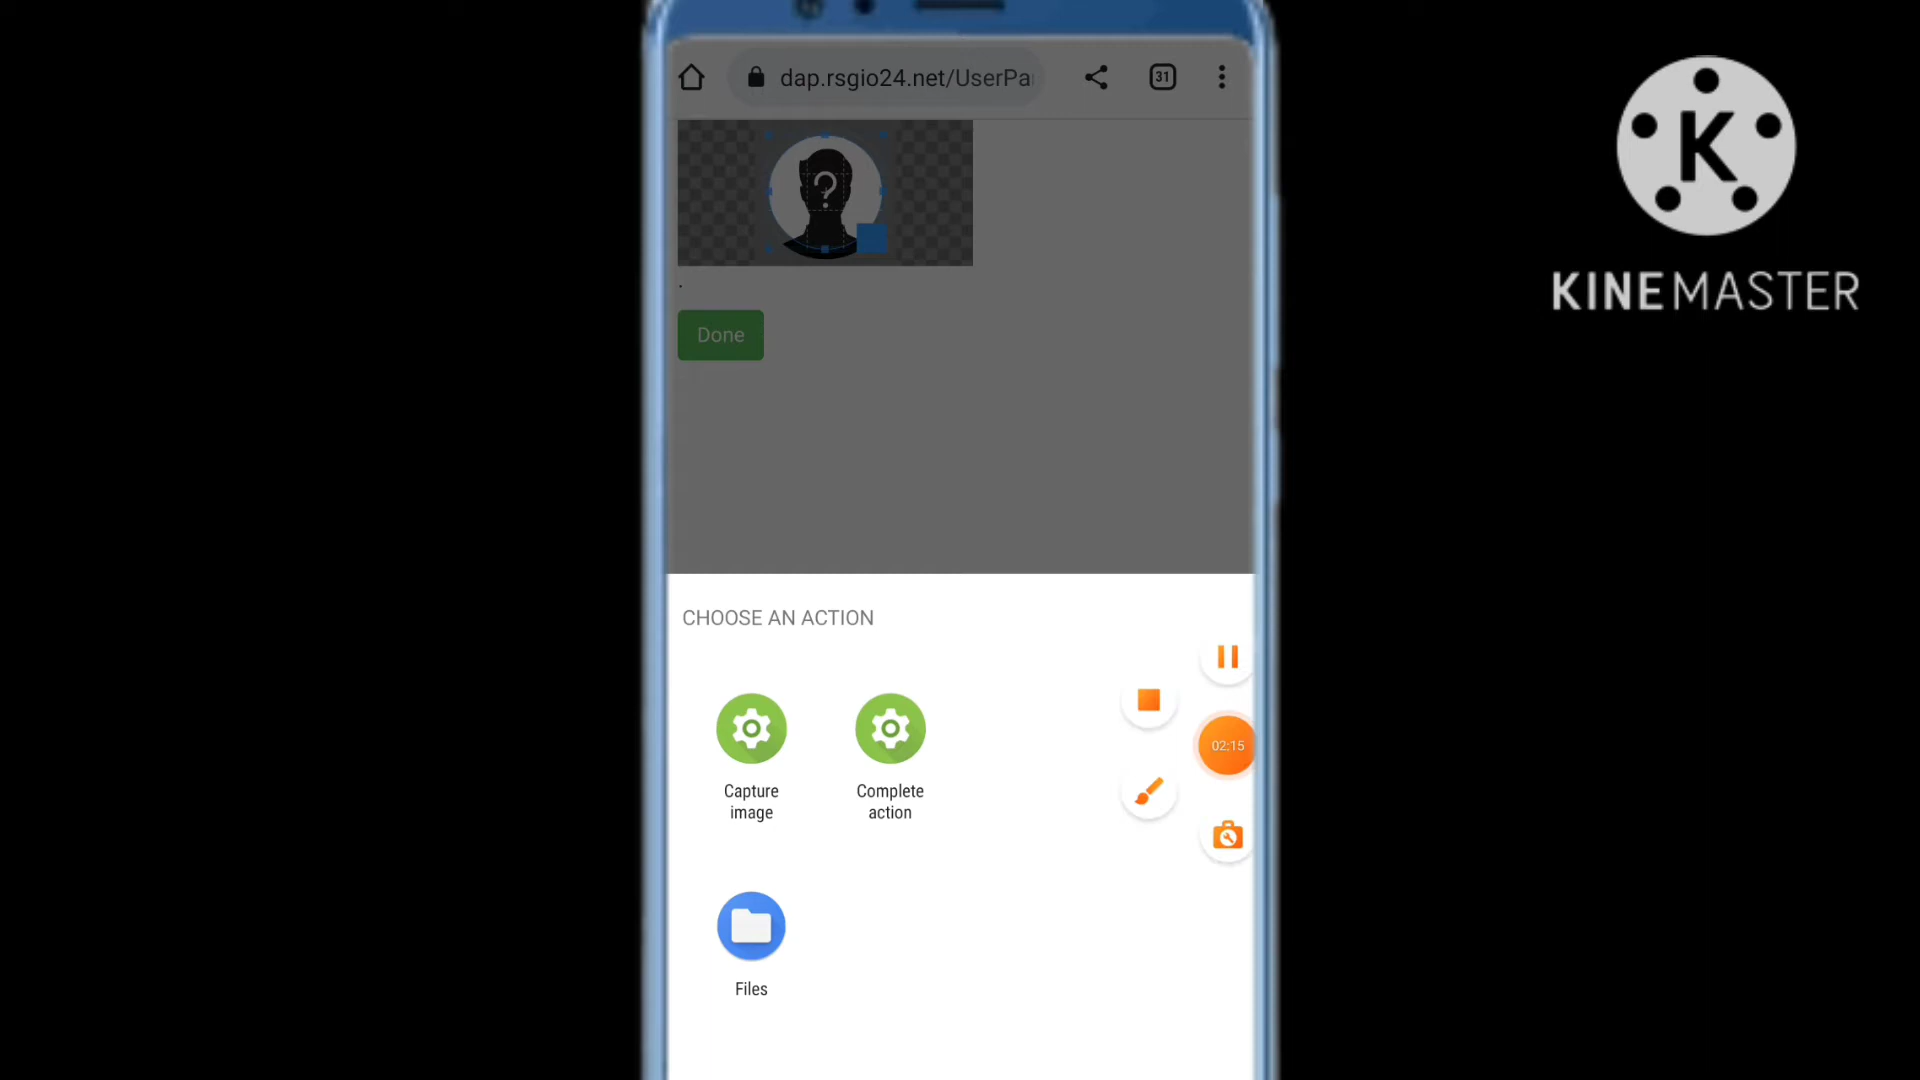 dap.rsgio24.net/UserPa
31
?
.
Done
CHOOSE AN ACTION
Capture
image
Complete
action
02:15
Files
K
KINEMASTER